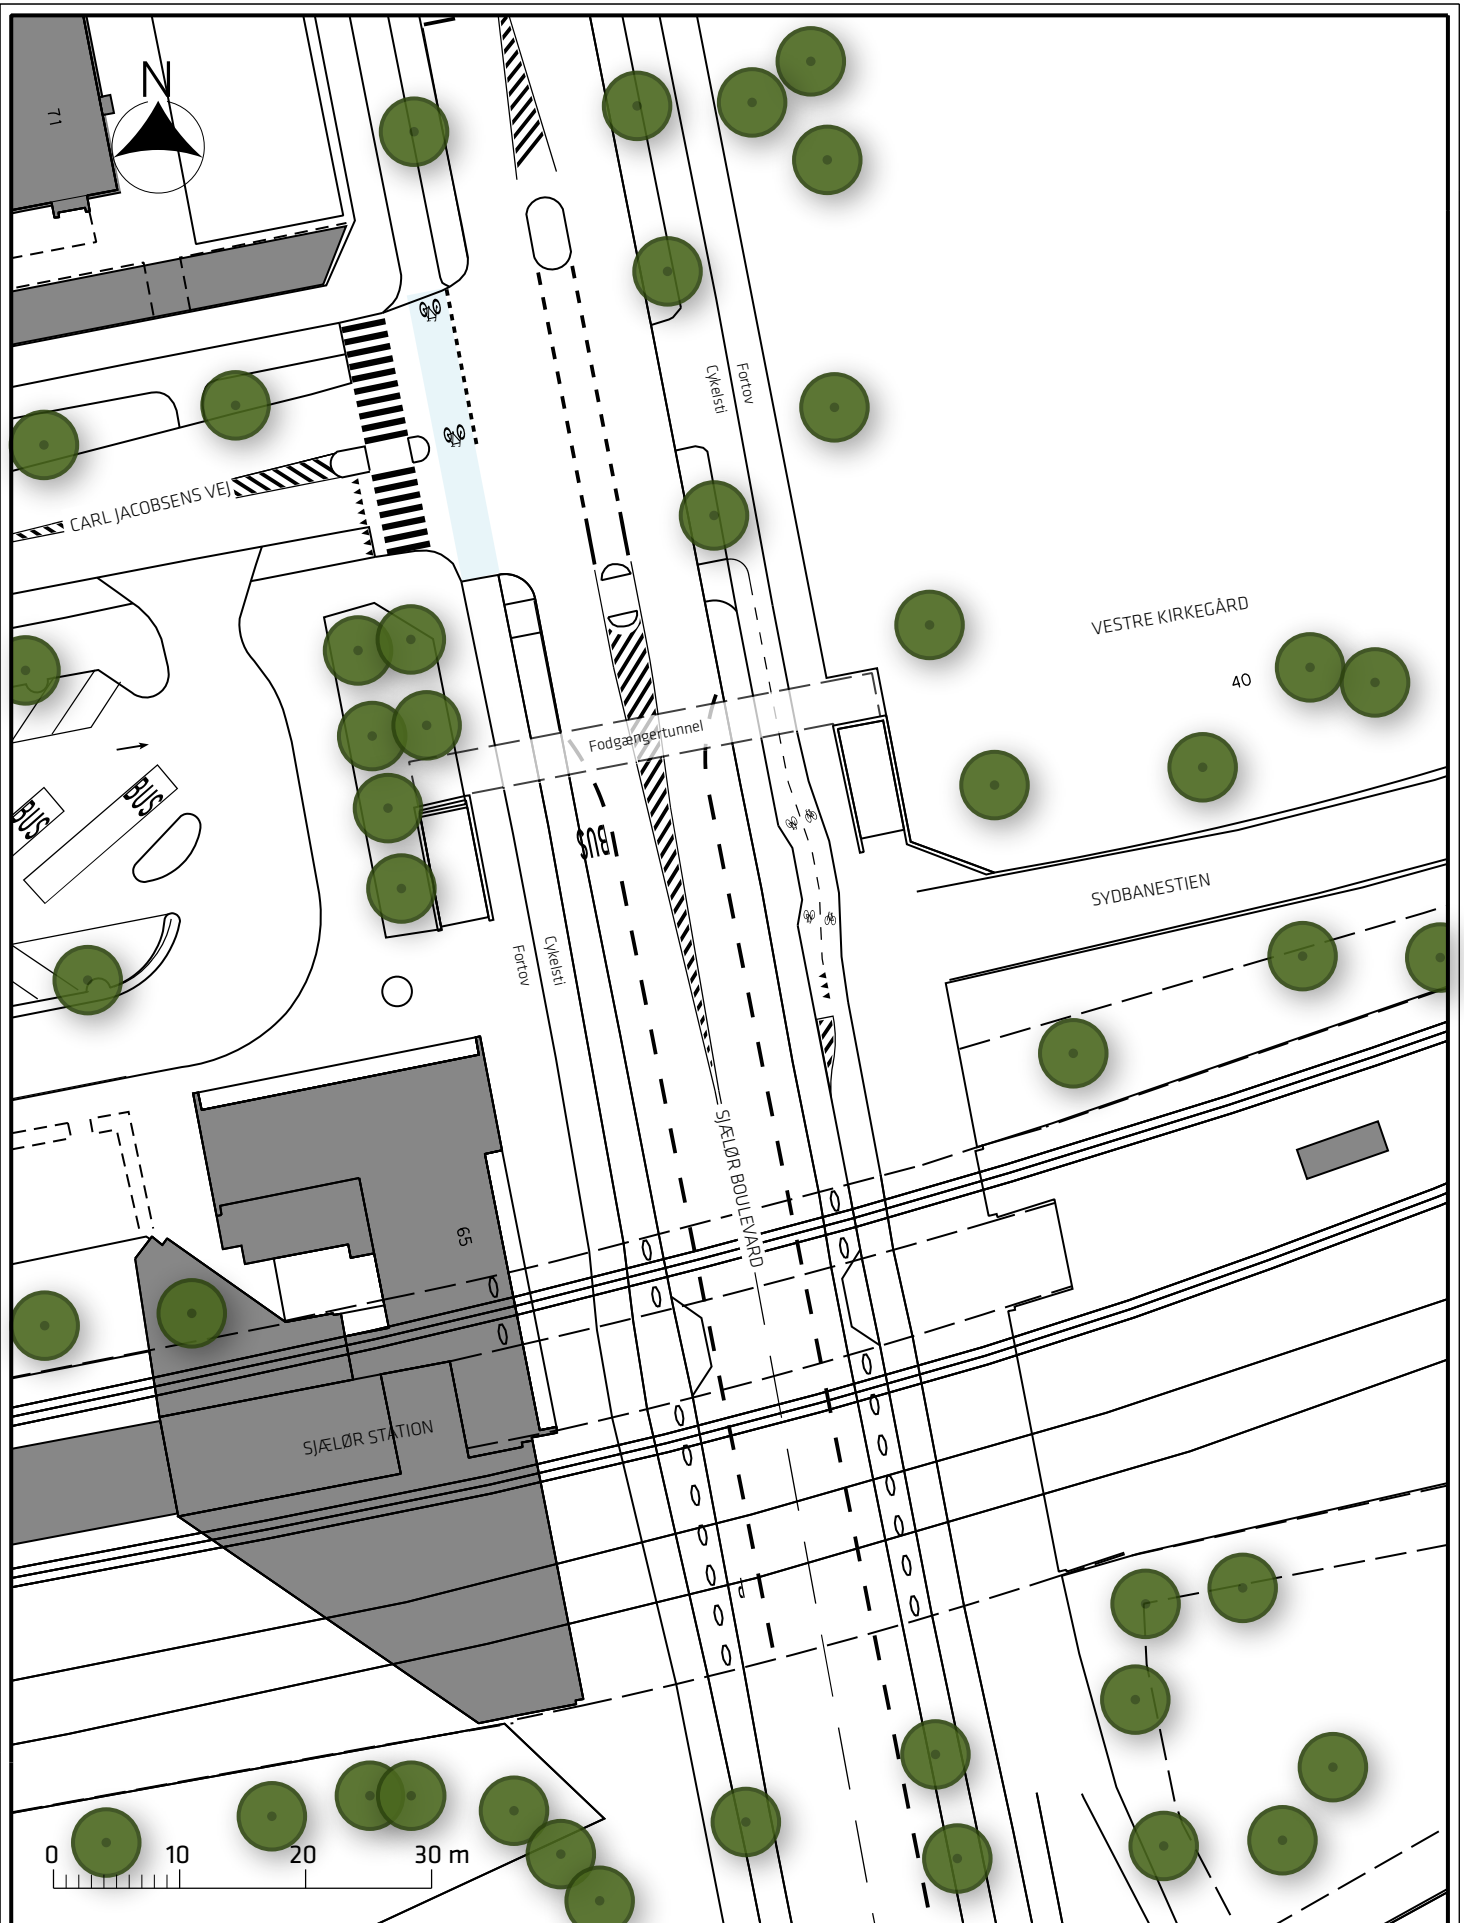 N
71
Cykelsti
Fortov
CARL JACOBSENS VEJ
VESTRE KIRKEGÅRD
40
Fodgængertunnel
BUS
BUS
BUS
SYDBANESTIEN
Fortov
Cykelsti
SJÆLØR BOULEVARD
65
SJÆLØR STATION
P
0 10 20 30 m